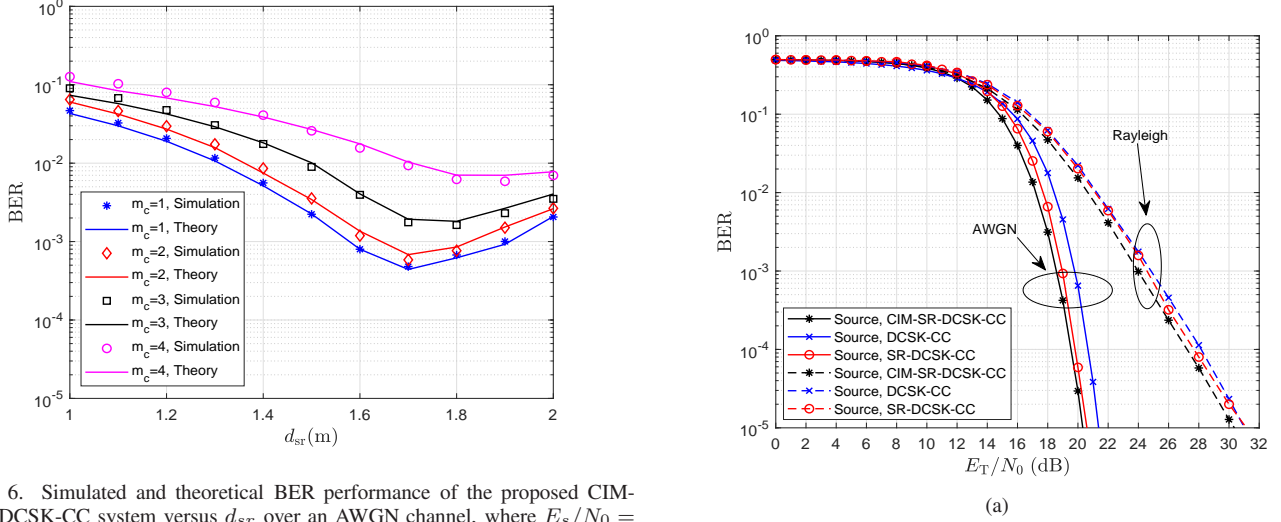 10^0
10^-1
10^-2
10^-3
10^-4
10^-5
BER
m_c=1, Simulation
m_c=1, Theory
m_c=2, Simulation
m_c=2, Theory
m_c=3, Simulation
m_c=3, Theory
m_c=4, Simulation
m_c=4, Theory
1 1.2 1.4 1.6 1.8 2
d_sr(m)
6. Simulated and theoretical BER performance of the proposed CIM-
DCSK-CC system versus d_sr over an AWGN channel, where E_s/N_0 =
10^0
10^-1
10^-2
10^-3
10^-4
10^-5
BER
Rayleigh
AWGN
Source, CIM-SR-DCSK-CC
Source, DCSK-CC
Source, SR-DCSK-CC
Source, CIM-SR-DCSK-CC
Source, DCSK-CC
Source, SR-DCSK-CC
0 2 4 6 8 10 12 14 16 18 20 22 24 26 28 30 32
E_T/N_0 (dB)
(a)